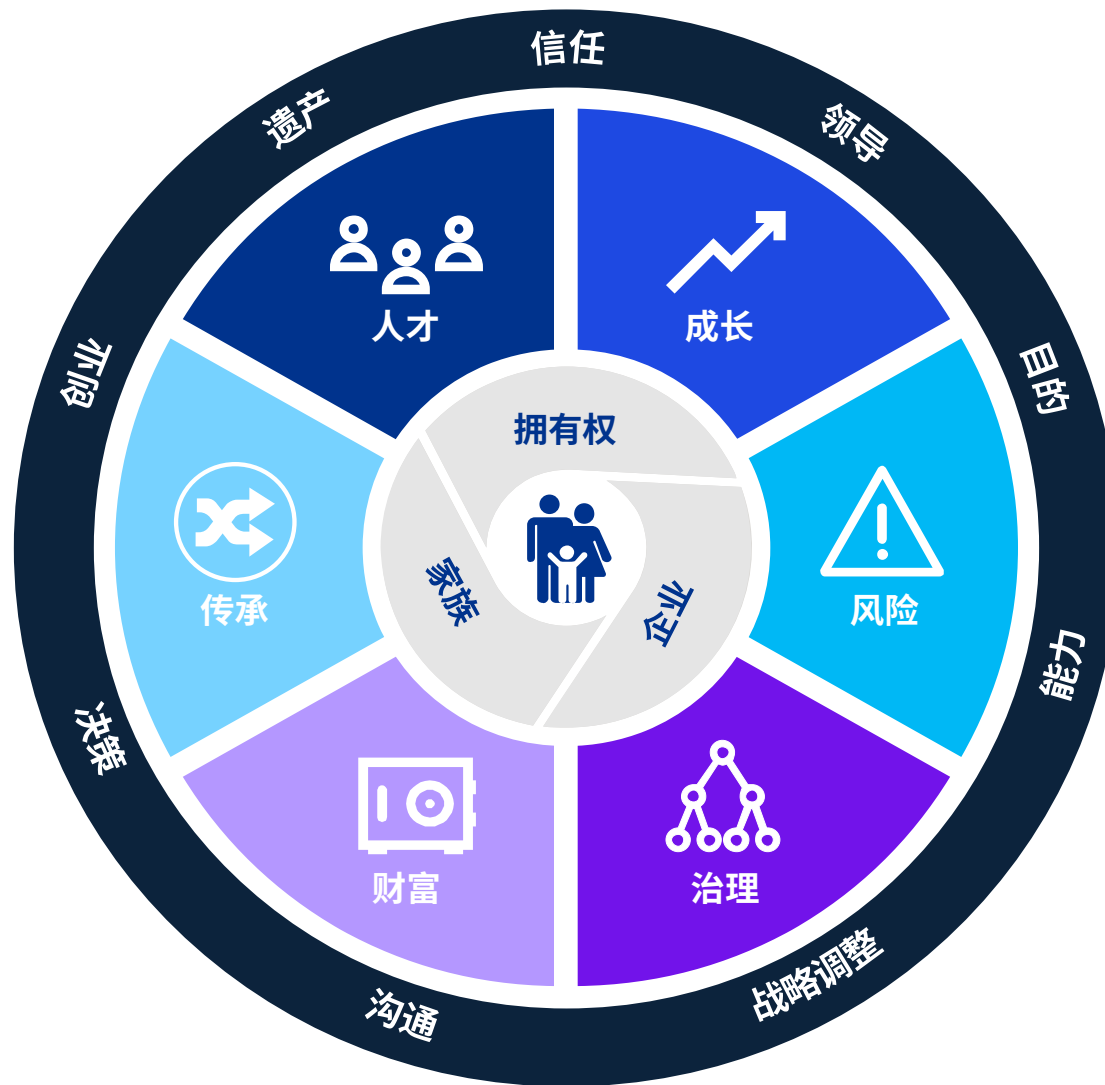 信任
领导
目的
能力
战略调整
沟通
决策
创业
遗产
人才
成长
风险
治理
财富
传承
拥有权
企业
家族